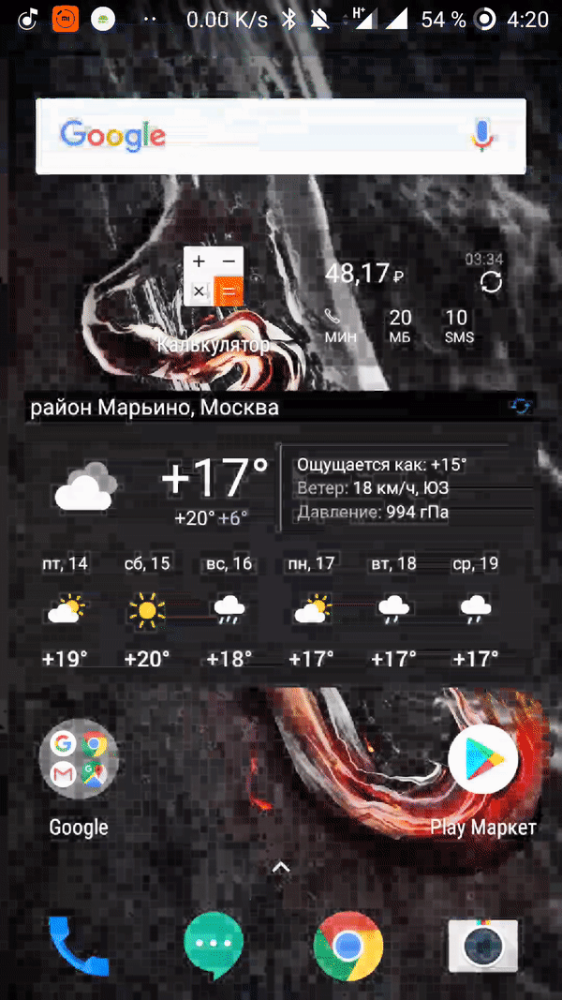 0.00 K/s H+ 54 % 4:20
Google
+ −
× =
48,17 ₽ 03:34
20 10
МИН МБ SMS
Калькулятор
район Марьино, Москва
+17°
+20° +6°
Ощущается как: +15°
Ветер: 18 км/ч, ЮЗ
Давление: 994 гПа
пт, 14 сб, 15 вс, 16 пн, 17 вт, 18 ср, 19
+19° +20° +18° +17° +17° +17°
Google Play Маркет